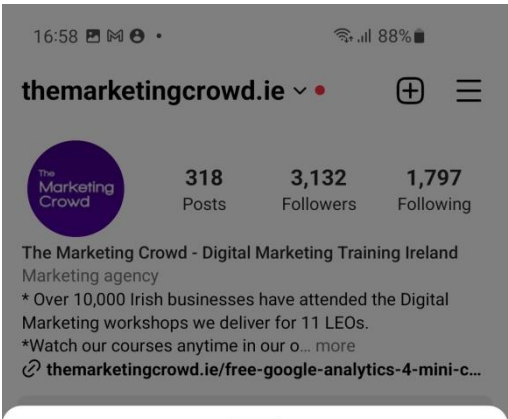 16:58
88%
themarketingcrowd.ie
The
Marketing
Crowd
318 3,132 1,797
Posts Followers Following
The Marketing Crowd - Digital Marketing Training Ireland
Marketing agency
* Over 10,000 Irish businesses have attended the Digital
Marketing workshops we deliver for 11 LEOs.
*Watch our courses anytime in our o... more
themarketingcrowd.ie/free-google-analytics-4-mini-c...